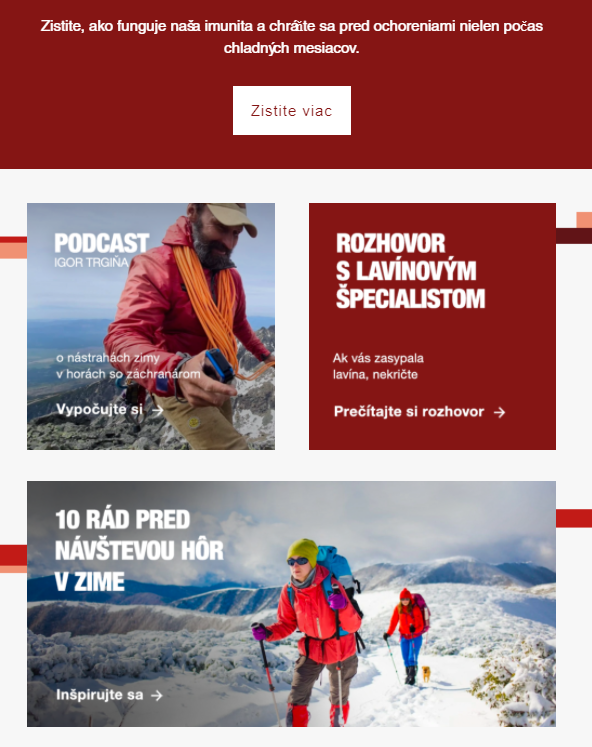 Zistite, ako funguje naša imunita a chráňte sa pred ochoreniami nielen počas
chladných mesiacov.
Zistite viac
PODCAST
IGOR TRGIŇA
o nástrahách zimy
v horách so záchranárom
Vypočujte si →
ROZHOVOR
S LAVÍNOVÝM
ŠPECIALISTOM
Ak vás zasypala
lavína, nekričte
Prečítajte si rozhovor →
10 RÁD PRED
NÁVŠTEVOU HÔR
V ZIME
Inšpirujte sa →